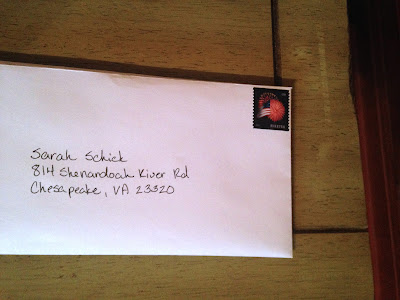 Sarah Schick
814 Shenandoah River Rd
Chesapeake, VA 23320